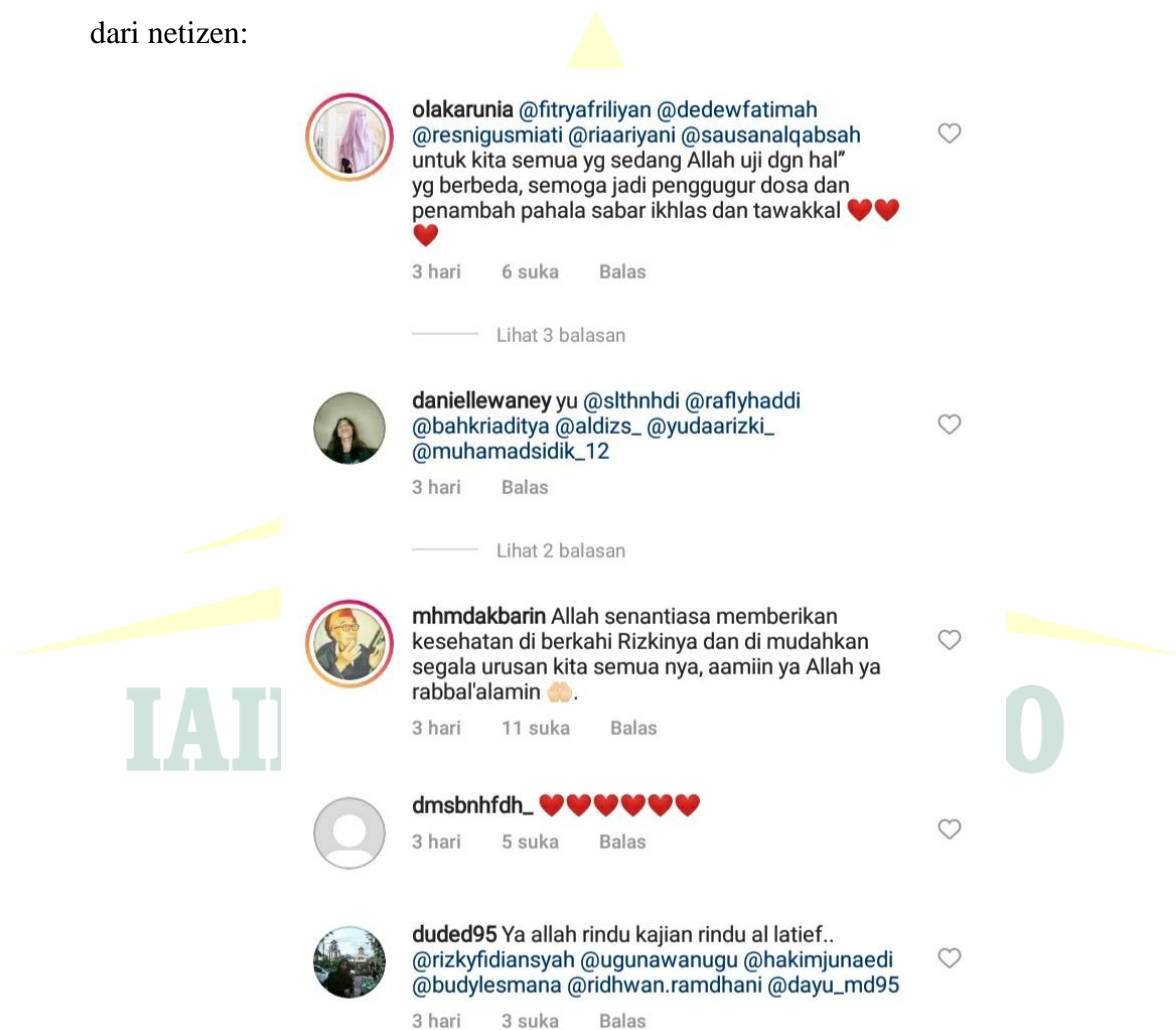 dari netizen:
olakarunia @fitryafriliyan @dedewfatimah
@resnigusmiati @riaariyani @sausanalqabsah
untuk kita semua yg sedang Allah uji dgn hal”
yg berbeda, semoga jadi penggugur dosa dan
penambah pahala sabar ikhlas dan tawakkal ❤️❤️
❤️
3 hari 6 suka Balas
Lihat 3 balasan
daniellewaney yu @slthnhdi @raflyhaddi
@bahkriaditya @aldizs_ @yudaarizki_
@muhamadsidik_12
3 hari Balas
Lihat 2 balasan
mhmdakbarin Allah senantiasa memberikan
kesehatan di berkahi Rizkinya dan di mudahkan
segala urusan kita semua nya, aamiin ya Allah ya
rabbal'alamin 🤲🏻.
3 hari 11 suka Balas
dmsbnhfdh_ ❤️❤️❤️❤️❤️❤️
3 hari 5 suka Balas
duded95 Ya allah rindu kajian rindu al latief..
@rizkyfidiansyah @ugunawanugu @hakimjunaedi
@budylesmana @ridhwan.ramdhani @dayu_md95
3 hari 3 suka Balas